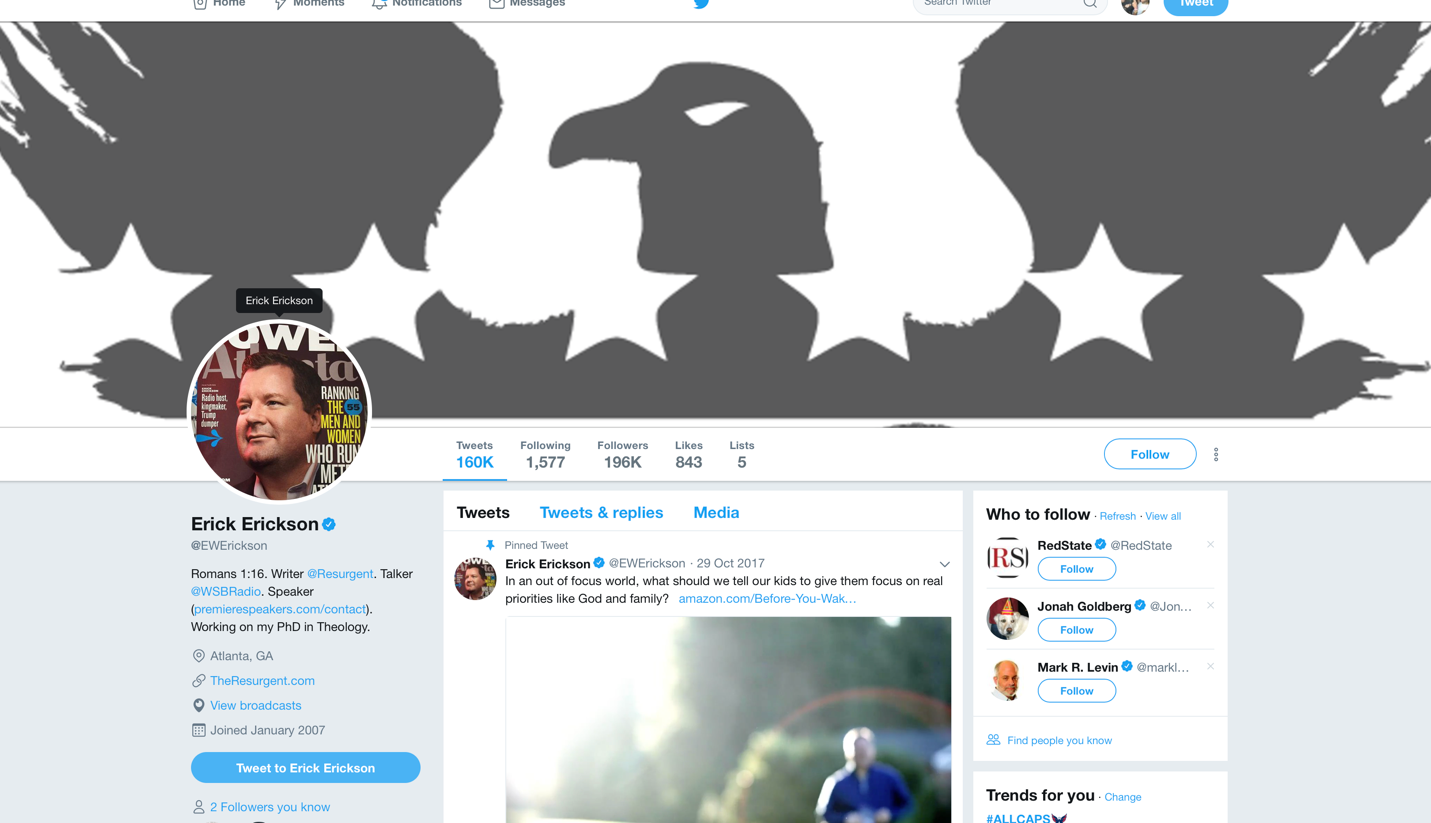 Home
Moments
Notifications
Messages
Search Twitter
Tweet
Erick Erickson
OWE
Atlanta
Radio host,
kingmaker,
Trump
dumper
RANKING
THE 55
MEN AND
WOMEN
WHO RUN
MET
Tweets
160K
Following
1,577
Followers
196K
Likes
843
Lists
5
Follow
Erick Erickson
@EWErickson
Romans 1:16. Writer @Resurgent. Talker
@WSBRadio. Speaker
(premierespeakers.com/contact).
Working on my PhD in Theology.
Atlanta, GA
TheResurgent.com
View broadcasts
Joined January 2007
Tweet to Erick Erickson
2 Followers you know
Tweets Tweets & replies Media
Pinned Tweet
Erick Erickson @EWErickson · 29 Oct 2017
In an out of focus world, what should we tell our kids to give them focus on real
priorities like God and family? amazon.com/Before-You-Wak…
Who to follow · Refresh · View all
RS
RedState @RedState
Follow
Jonah Goldberg @Jon…
Follow
Mark R. Levin @markl…
Follow
Find people you know
Trends for you · Change
#ALLCAPS